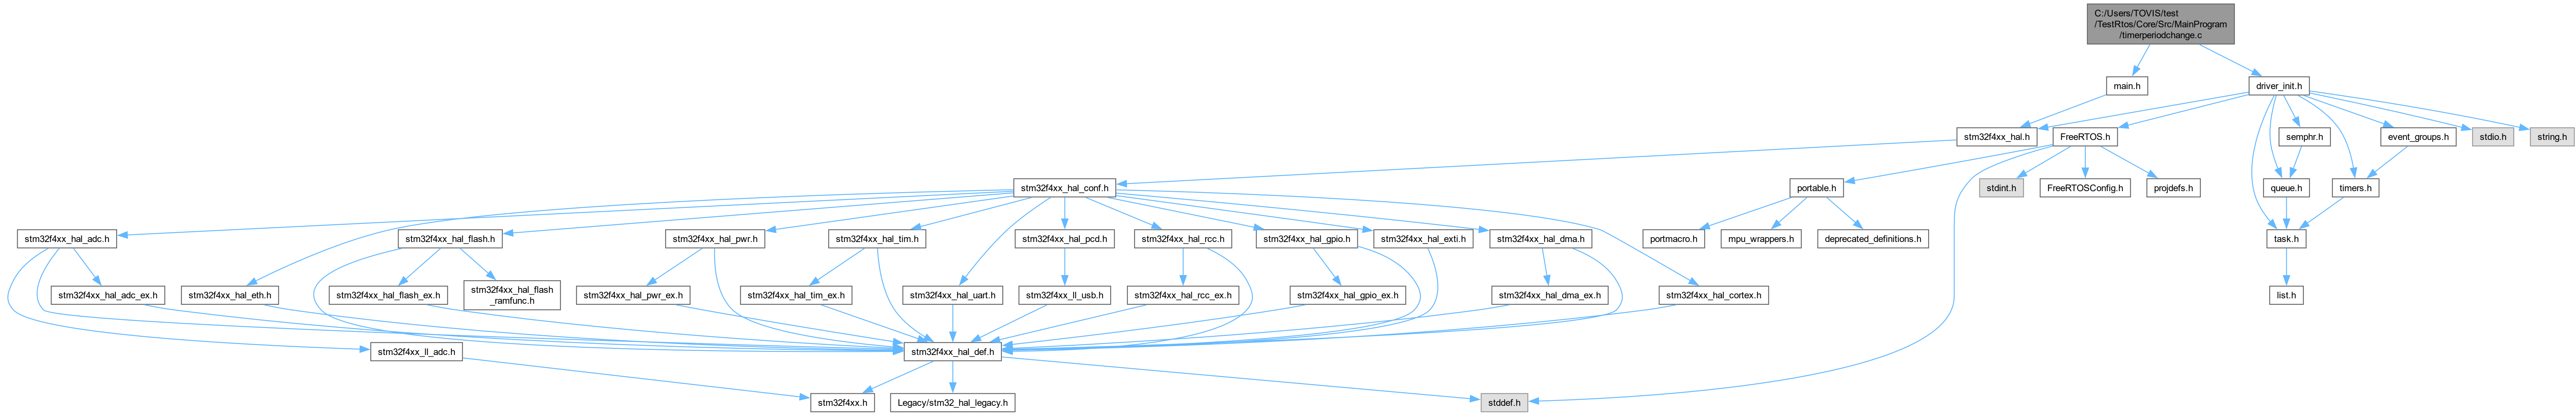 C:/Users/TOVIS/test
/TestRtos/Core/Src/MainProgram
/timerperiodchange.c
main.h
driver_init.h
stm32f4xx_hal.h
FreeRTOS.h
semphr.h
event_groups.h
stdio.h
string.h
stm32f4xx_hal_conf.h
portable.h
stdint.h
FreeRTOSConfig.h
projdefs.h
queue.h
timers.h
stm32f4xx_hal_adc.h
stm32f4xx_hal_flash.h
stm32f4xx_hal_pwr.h
stm32f4xx_hal_tim.h
stm32f4xx_hal_pcd.h
stm32f4xx_hal_rcc.h
stm32f4xx_hal_gpio.h
stm32f4xx_hal_exti.h
stm32f4xx_hal_dma.h
portmacro.h
mpu_wrappers.h
deprecated_definitions.h
task.h
stm32f4xx_hal_adc_ex.h
stm32f4xx_hal_eth.h
stm32f4xx_hal_flash_ex.h
stm32f4xx_hal_flash
_ramfunc.h
stm32f4xx_hal_pwr_ex.h
stm32f4xx_hal_tim_ex.h
stm32f4xx_hal_uart.h
stm32f4xx_ll_usb.h
stm32f4xx_hal_rcc_ex.h
stm32f4xx_hal_gpio_ex.h
stm32f4xx_hal_dma_ex.h
stm32f4xx_hal_cortex.h
list.h
stm32f4xx_ll_adc.h
stm32f4xx_hal_def.h
stm32f4xx.h
Legacy/stm32_hal_legacy.h
stddef.h